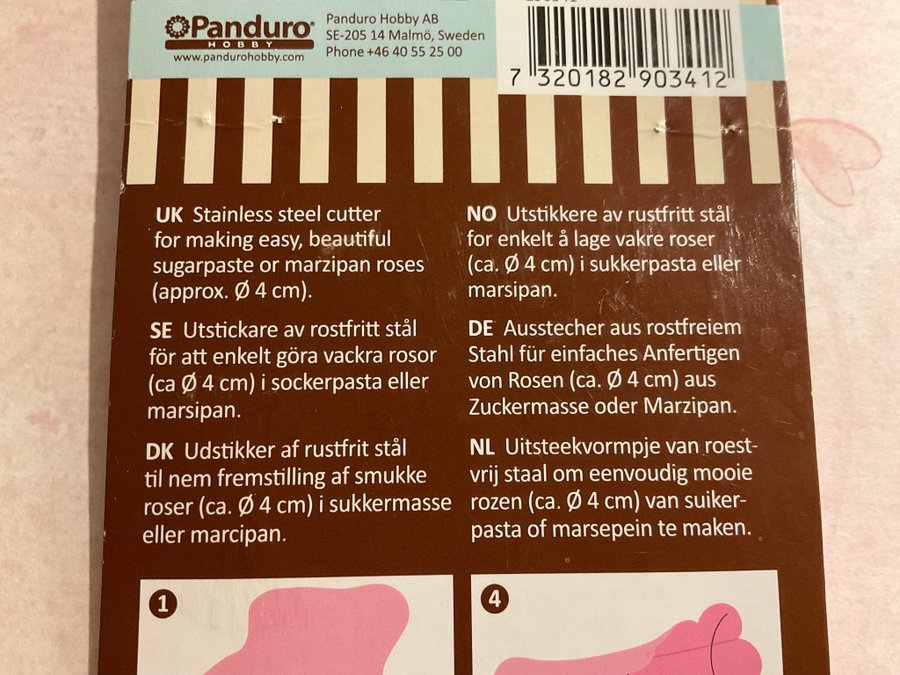 Panduro
HOBBY
www.pandurohobby.com
Panduro Hobby AB
SE-205 14 Malmö, Sweden
Phone +46 40 55 25 00
7 320182 903412
UK Stainless steel cutter
for making easy, beautiful
sugarpaste or marzipan roses
(approx. Ø 4 cm).
SE Utstickare av rostfritt stål
för att enkelt göra vackra rosor
(ca Ø 4 cm) i sockerpasta eller
marsipan.
DK Udstikker af rustfrit stål
til nem fremstilling af smukke
roser (ca. Ø 4 cm) i sukkermasse
eller marcipan.
NO Utstikkere av rustfritt stål
for enkelt å lage vakre roser
(ca. Ø 4 cm) i sukkerpasta eller
marsipan.
DE Ausstecher aus rostfreiem
Stahl für einfaches Anfertigen
von Rosen (ca. Ø 4 cm) aus
Zuckermasse oder Marzipan.
NL Uitsteekvormpje van roest-
vrij staal om eenvoudig mooie
rozen (ca. Ø 4 cm) van suiker-
pasta of marsepein te maken.
1
4